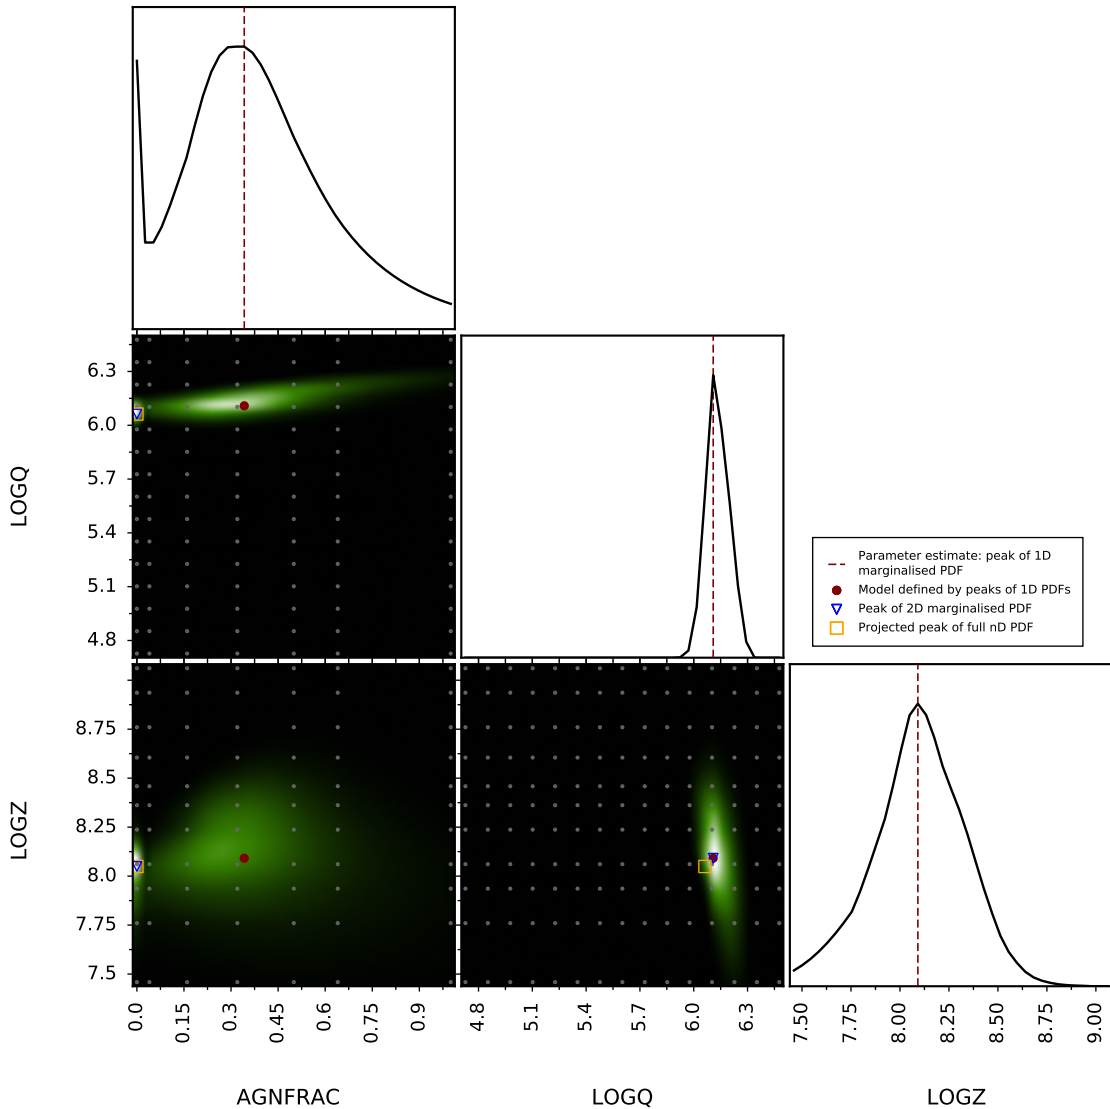 6.3
6.0
5.7
5.4
5.1
4.8
LOGQ
Parameter estimate: peak of 1D
marginalised PDF
Model defined by peaks of 1D PDFs
Peak of 2D marginalised PDF
Projected peak of full nD PDF
8.75
8.5
8.25
8.0
7.75
7.5
LOGZ
0.0 0.15 0.3 0.45 0.6 0.75 0.9
4.8 5.1 5.4 5.7 6.0 6.3
7.50 7.75 8.00 8.25 8.50 8.75 9.00
AGNFRAC
LOGQ
LOGZ